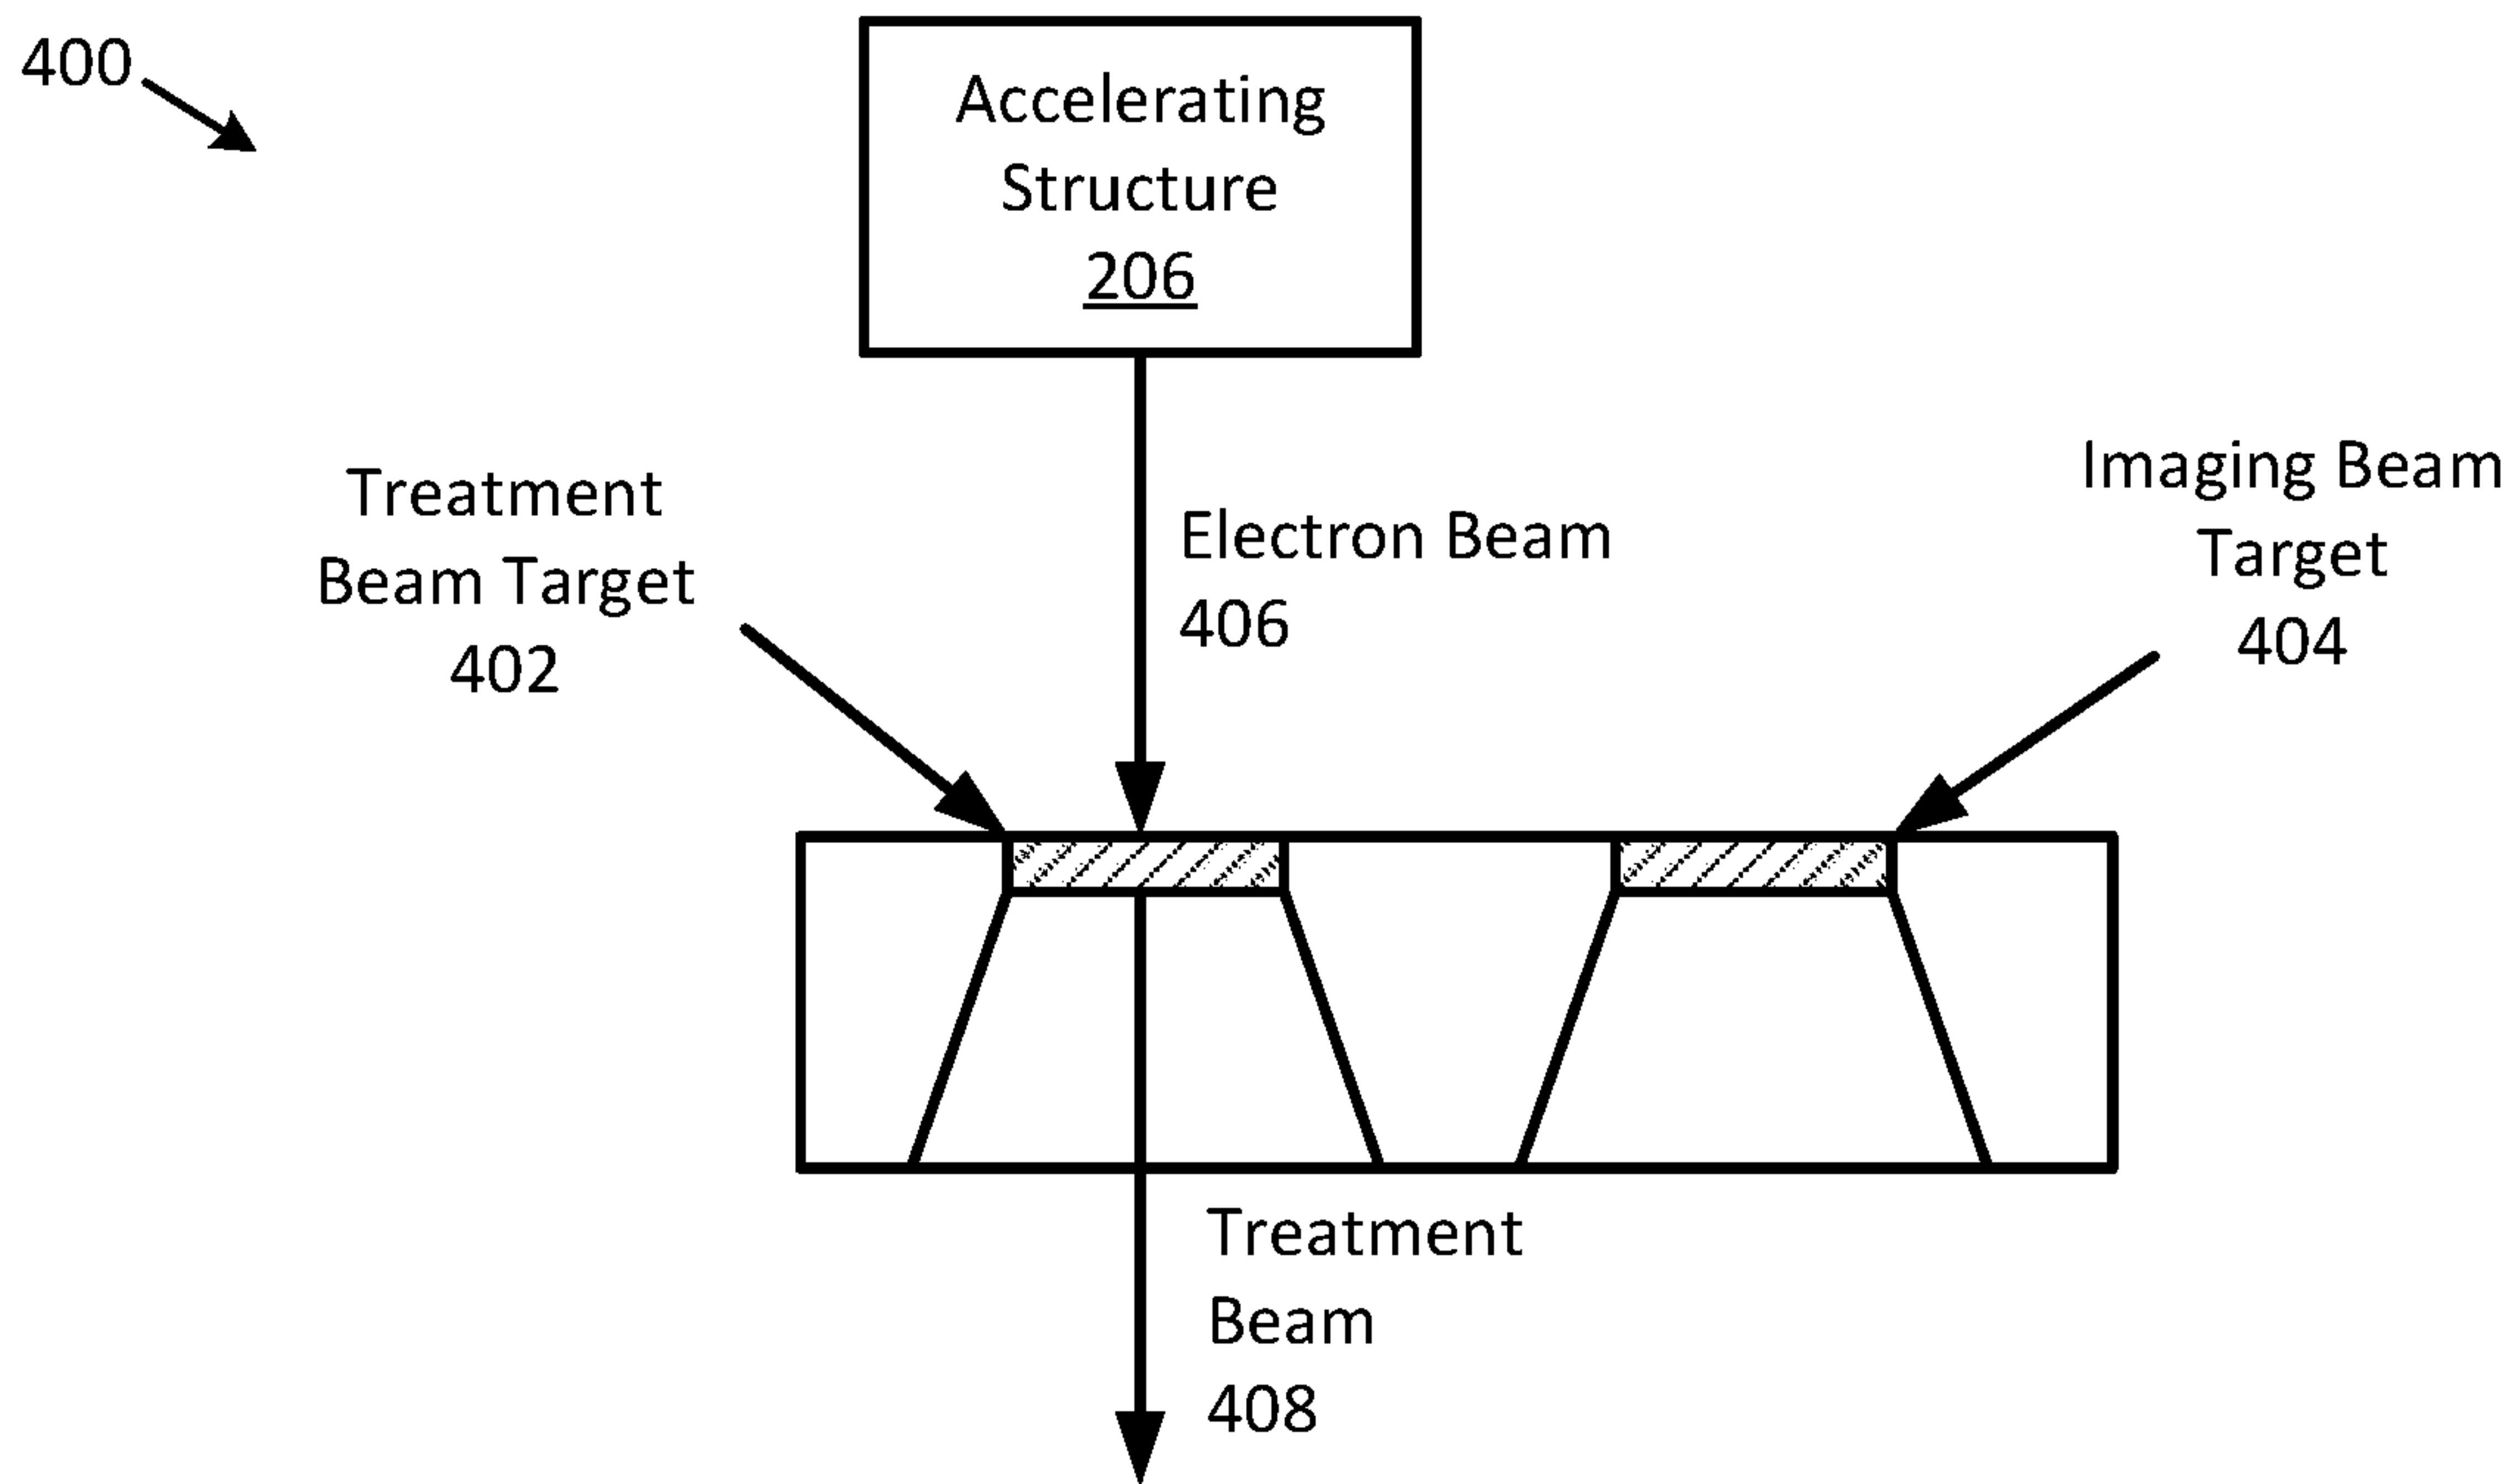 400
Accelerating
Structure
206
Treatment
Beam Target
402
Electron Beam
406
Imaging Beam
Target
404
Treatment
Beam
408